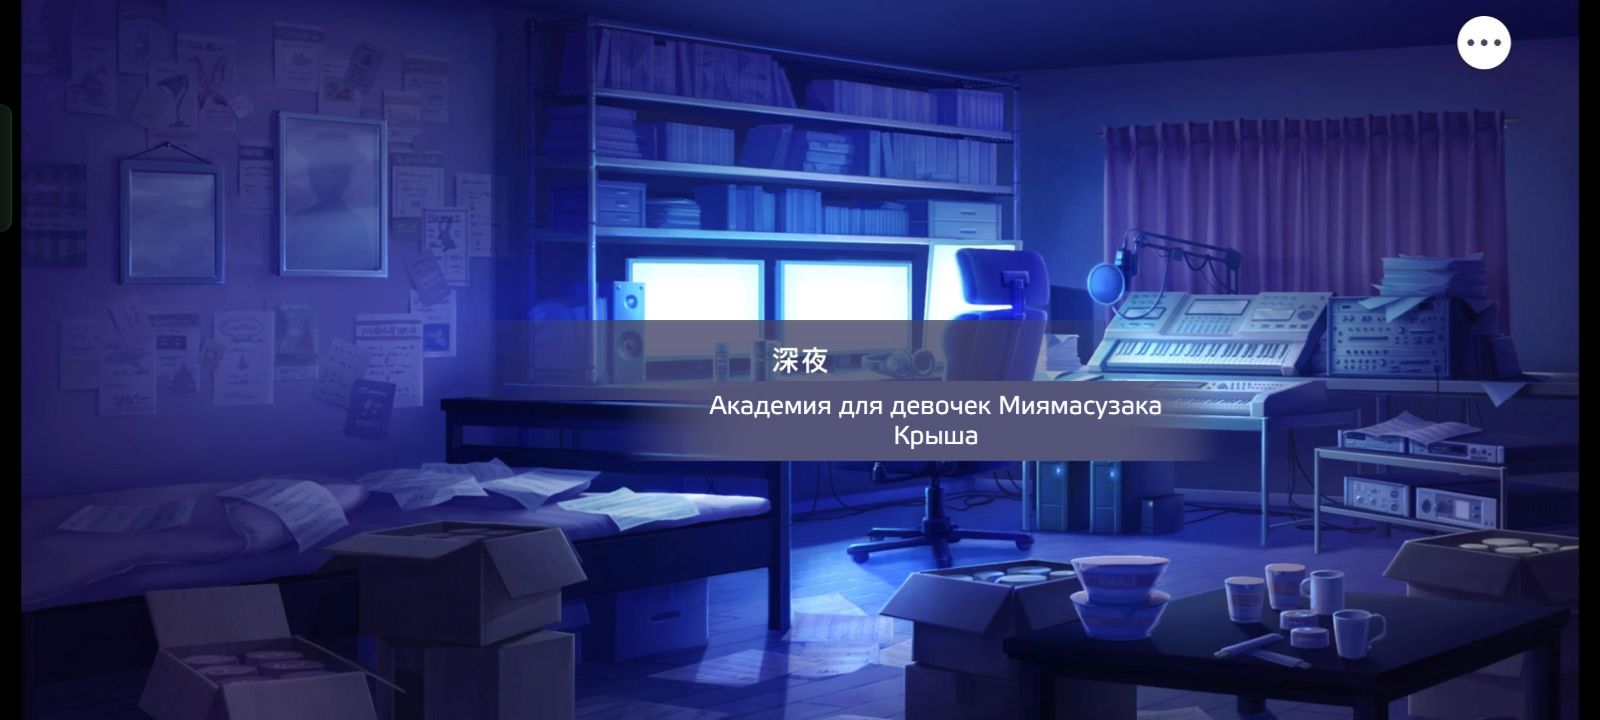 深夜
Академия для девочек Миямасузака
Крыша